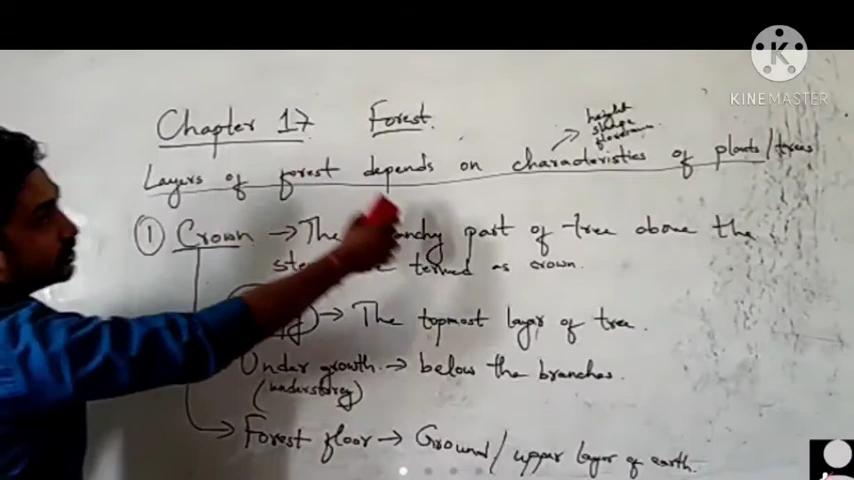 KINEMASTER
Chapter 17 Forest.
height
Layers of forest depends on characteristics of plants/trees
① Crown → The branchy part of tree above the
termed as crown.
→ The topmost layer of tree.
Under growth → below the branches.
(understorey)
→ Forest floor → Ground/upper layer of earth.